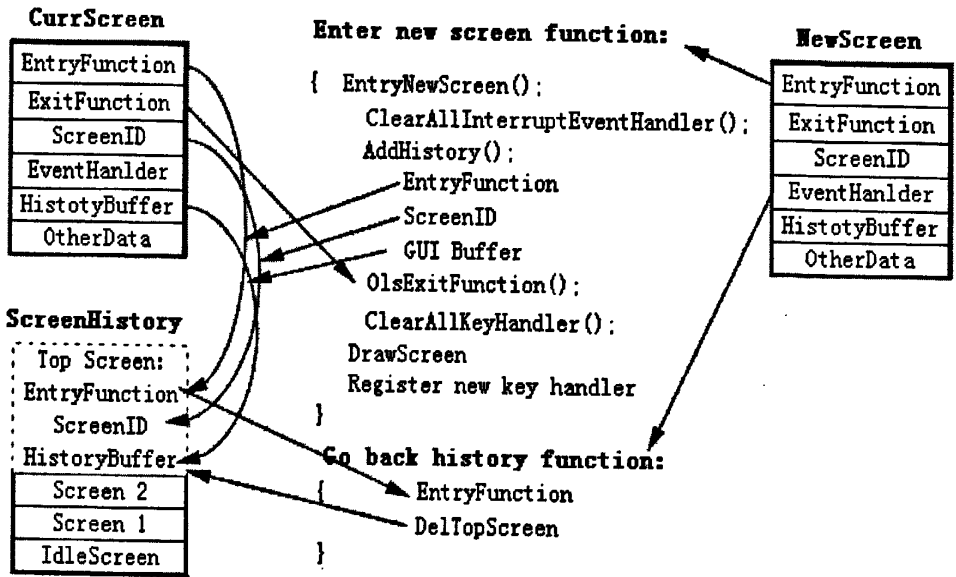 CurrScreen
EntryFunction
ExitFunction
ScreenID
EventHanlder
HistotyBuffer
OtherData
ScreenHistory
Top Screen:
EntryFunction
ScreenID
HistoryBuffer
Screen 2
Screen 1
IdleScreen
Enter new screen function:
{ EntryNewScreen();
ClearAllInterruptEventHandler();
AddHistory();
EntryFunction
ScreenID
GUI Buffer
OlsExitFunction();
ClearAllKeyHandler();
DrawScreen
Register new key handler
}
Go back history function:
{ EntryFunction
DelTopScreen
}
NewScreen
EntryFunction
ExitFunction
ScreenID
EventHanlder
HistotyBuffer
OtherData